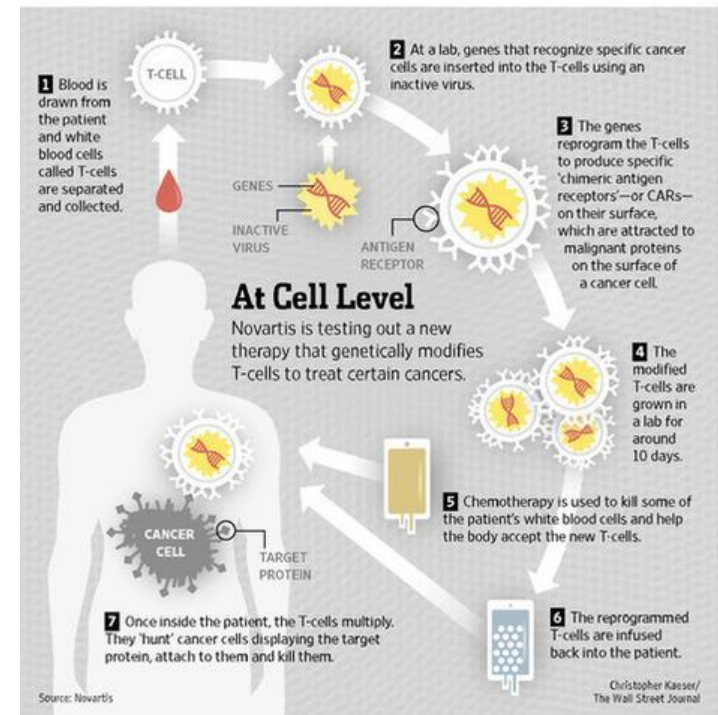 T-CELL
1 Blood is
drawn from
the patient
and white
blood cells
called T-cells
are separated
and collected.
2 At a lab, genes that recognize specific cancer
cells are inserted into the T-cells using an
inactive virus.
GENES
INACTIVE
VIRUS
ANTIGEN
RECEPTOR
3 The genes
reprogram the T-cells
to produce specific
‘chimeric antigen
receptors’—or CARs—
on their surface,
which are attracted to
malignant proteins
on the surface of
a cancer cell.
At Cell Level
Novartis is testing out a new
therapy that genetically modifies
T-cells to treat certain cancers.
4 The
modified
T-cells are
grown in
a lab for
around
10 days.
5 Chemotherapy is used to kill some of
the patient’s white blood cells and help
the body accept the new T-cells.
CANCER
CELL
TARGET
PROTEIN
6 The reprogrammed
T-cells are infused
back into the patient.
7 Once inside the patient, the T-cells multiply.
They ‘hunt’ cancer cells displaying the target
protein, attach to them and kill them.
Source: Novartis
Christopher Kaeser/
The Wall Street Journal